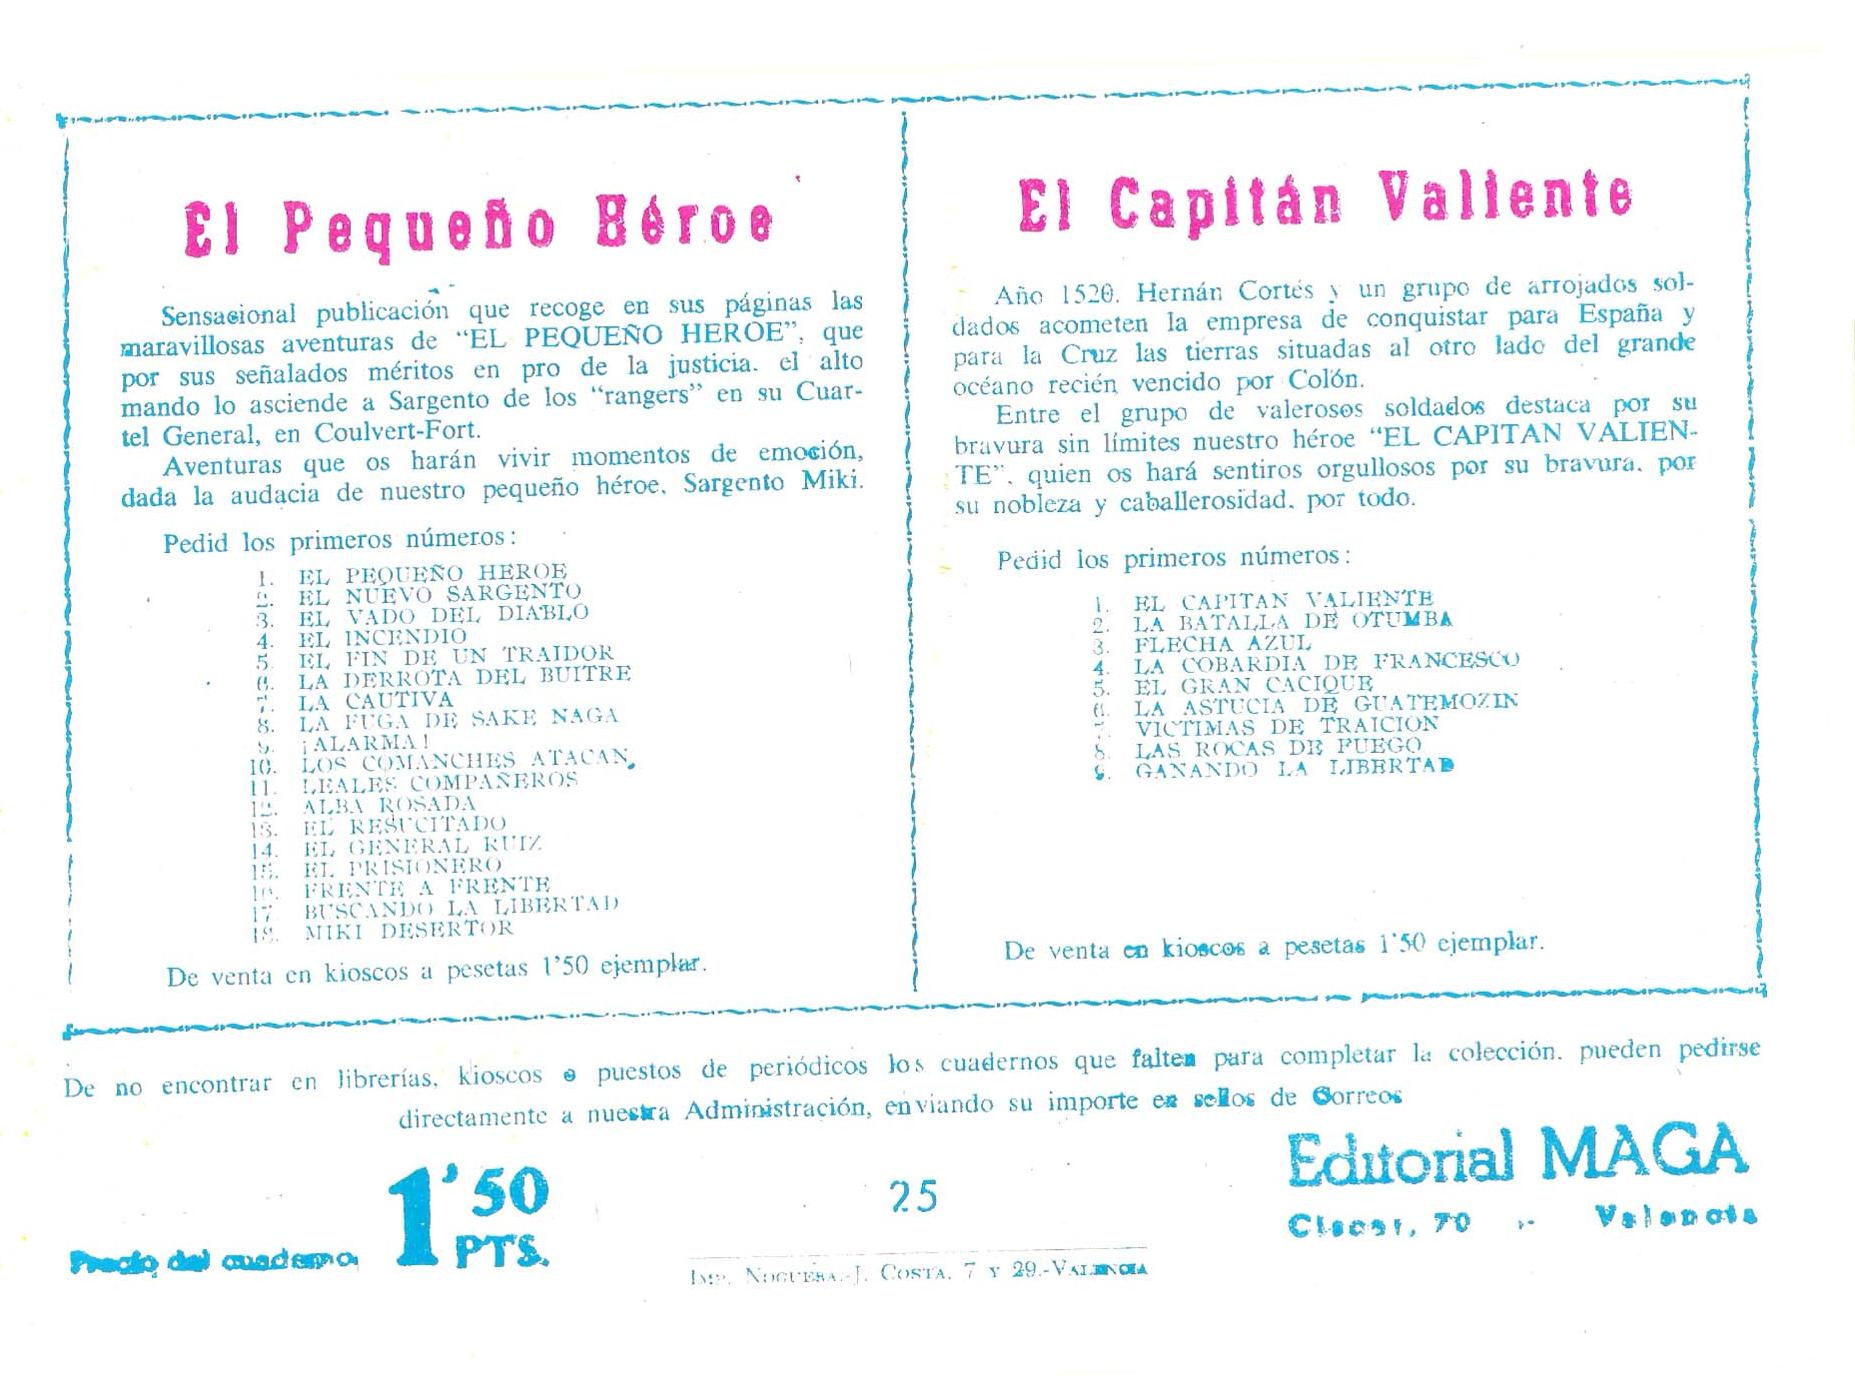 El Pequeño Héroe
Sensacional publicación que recoge en sus páginas las
maravillosas aventuras de “EL PEQUEÑO HEROE”, que
por sus señalados méritos en pro de la justicia. el alto
mando lo asciende a Sargento de los “rangers” en su Cuar-
tel General, en Coulvert-Fort.
Aventuras que os harán vivir momentos de emoción,
dada la audacia de nuestro pequeño héroe. Sargento Miki.
Pedid los primeros números:
1. EL PEQUEÑO HEROE
2. EL NUEVO SARGENTO
3. EL VADO DEL DIABLO
4. EL INCENDIO
5. EL FIN DE UN TRAIDOR
6. LA DERROTA DEL BUITRE
7. LA CAUTIVA
8. LA FUGA DE SAKE NAGA
9. ¡ALARMA!
10. LOS COMANCHES ATACAN.
11. LEALES COMPAÑEROS
12. ALBA ROSADA
13. EL RESUCITADO
14. EL GENERAL RUIZ
15. EL PRISIONERO
16. FRENTE A FRENTE
17 BUSCANDO LA LIBERTAD
18. MIKI DESERTOR
De venta en kioscos a pesetas 1'50 ejemplar.
El Capitán Valiente
Año 1520. Hernán Cortés y un grupo de arrojados sol-
dados acometen la empresa de conquistar para España y
para la Cruz las tierras situadas al otro lado del grande
océano recién vencido por Colón.
Entre el grupo de valerosos soldados destaca por su
bravura sin límites nuestro héroe “EL CAPITAN VALIEN-
TE”. quien os hará sentiros orgullosos por su bravura. por
su nobleza y caballerosidad. por todo.
Pedid los primeros números:
1. EL CAPITAN VALIENTE
2. LA BATALLA DE OTUMBA
3. FLECHA AZUL
4. LA COBARDIA DE FRANCESCO
5. EL GRAN CACIQUE
6. LA ASTUCIA DE GUATEMOZIN
7. VICTIMAS DE TRAICION
8. LAS ROCAS DE FUEGO
9. GANANDO LA LIBERTAD
De venta en kioscos a pesetas 1'50 ejemplar.
De no encontrar en librerías. kioscos o puestos de periódicos los cuadernos que falten para completar la colección. pueden pedirse
directamente a nuestra Administración, enviando su importe en sellos de Correos
Precio del cuaderno, 1'50 PTS.
25
Imp. Noguera.-J. Costa, 7 y 29.-Valencia
Editorial MAGA
Ciscar, 70 :- Valencia